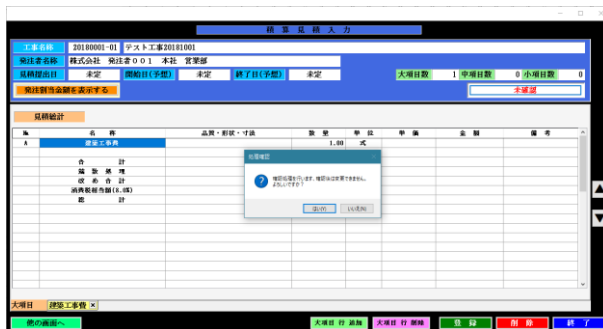 積 算 見 積 入 力
工事名称 20180001-01 テスト工事20181001
発注者名称 株式会社 発注者001 本社 営業部
見積提出日 未定 開始日(予想) 未定 終了日(予想) 未定 大項目数 1 中項目数 0 小項目数 0
発注割当金額を表示する 未確認
見積総計
№ 名 称 品質・形状・寸法 数 量 単 位 単 価 金 額 備 考
A 建築工事費 1.00 式
合 計
端 数 処 理
改 め 合 計
消費税相当額(8.0%)
総 計
処理確認
確認処理を行います。確認後は変更できません。
よろしいですか?
はい(Y) いいえ(N)
大項目 建築工事費 ×
他の画面へ 大項目 行 追加 大項目 行 削除 登 録 削 除 終 了